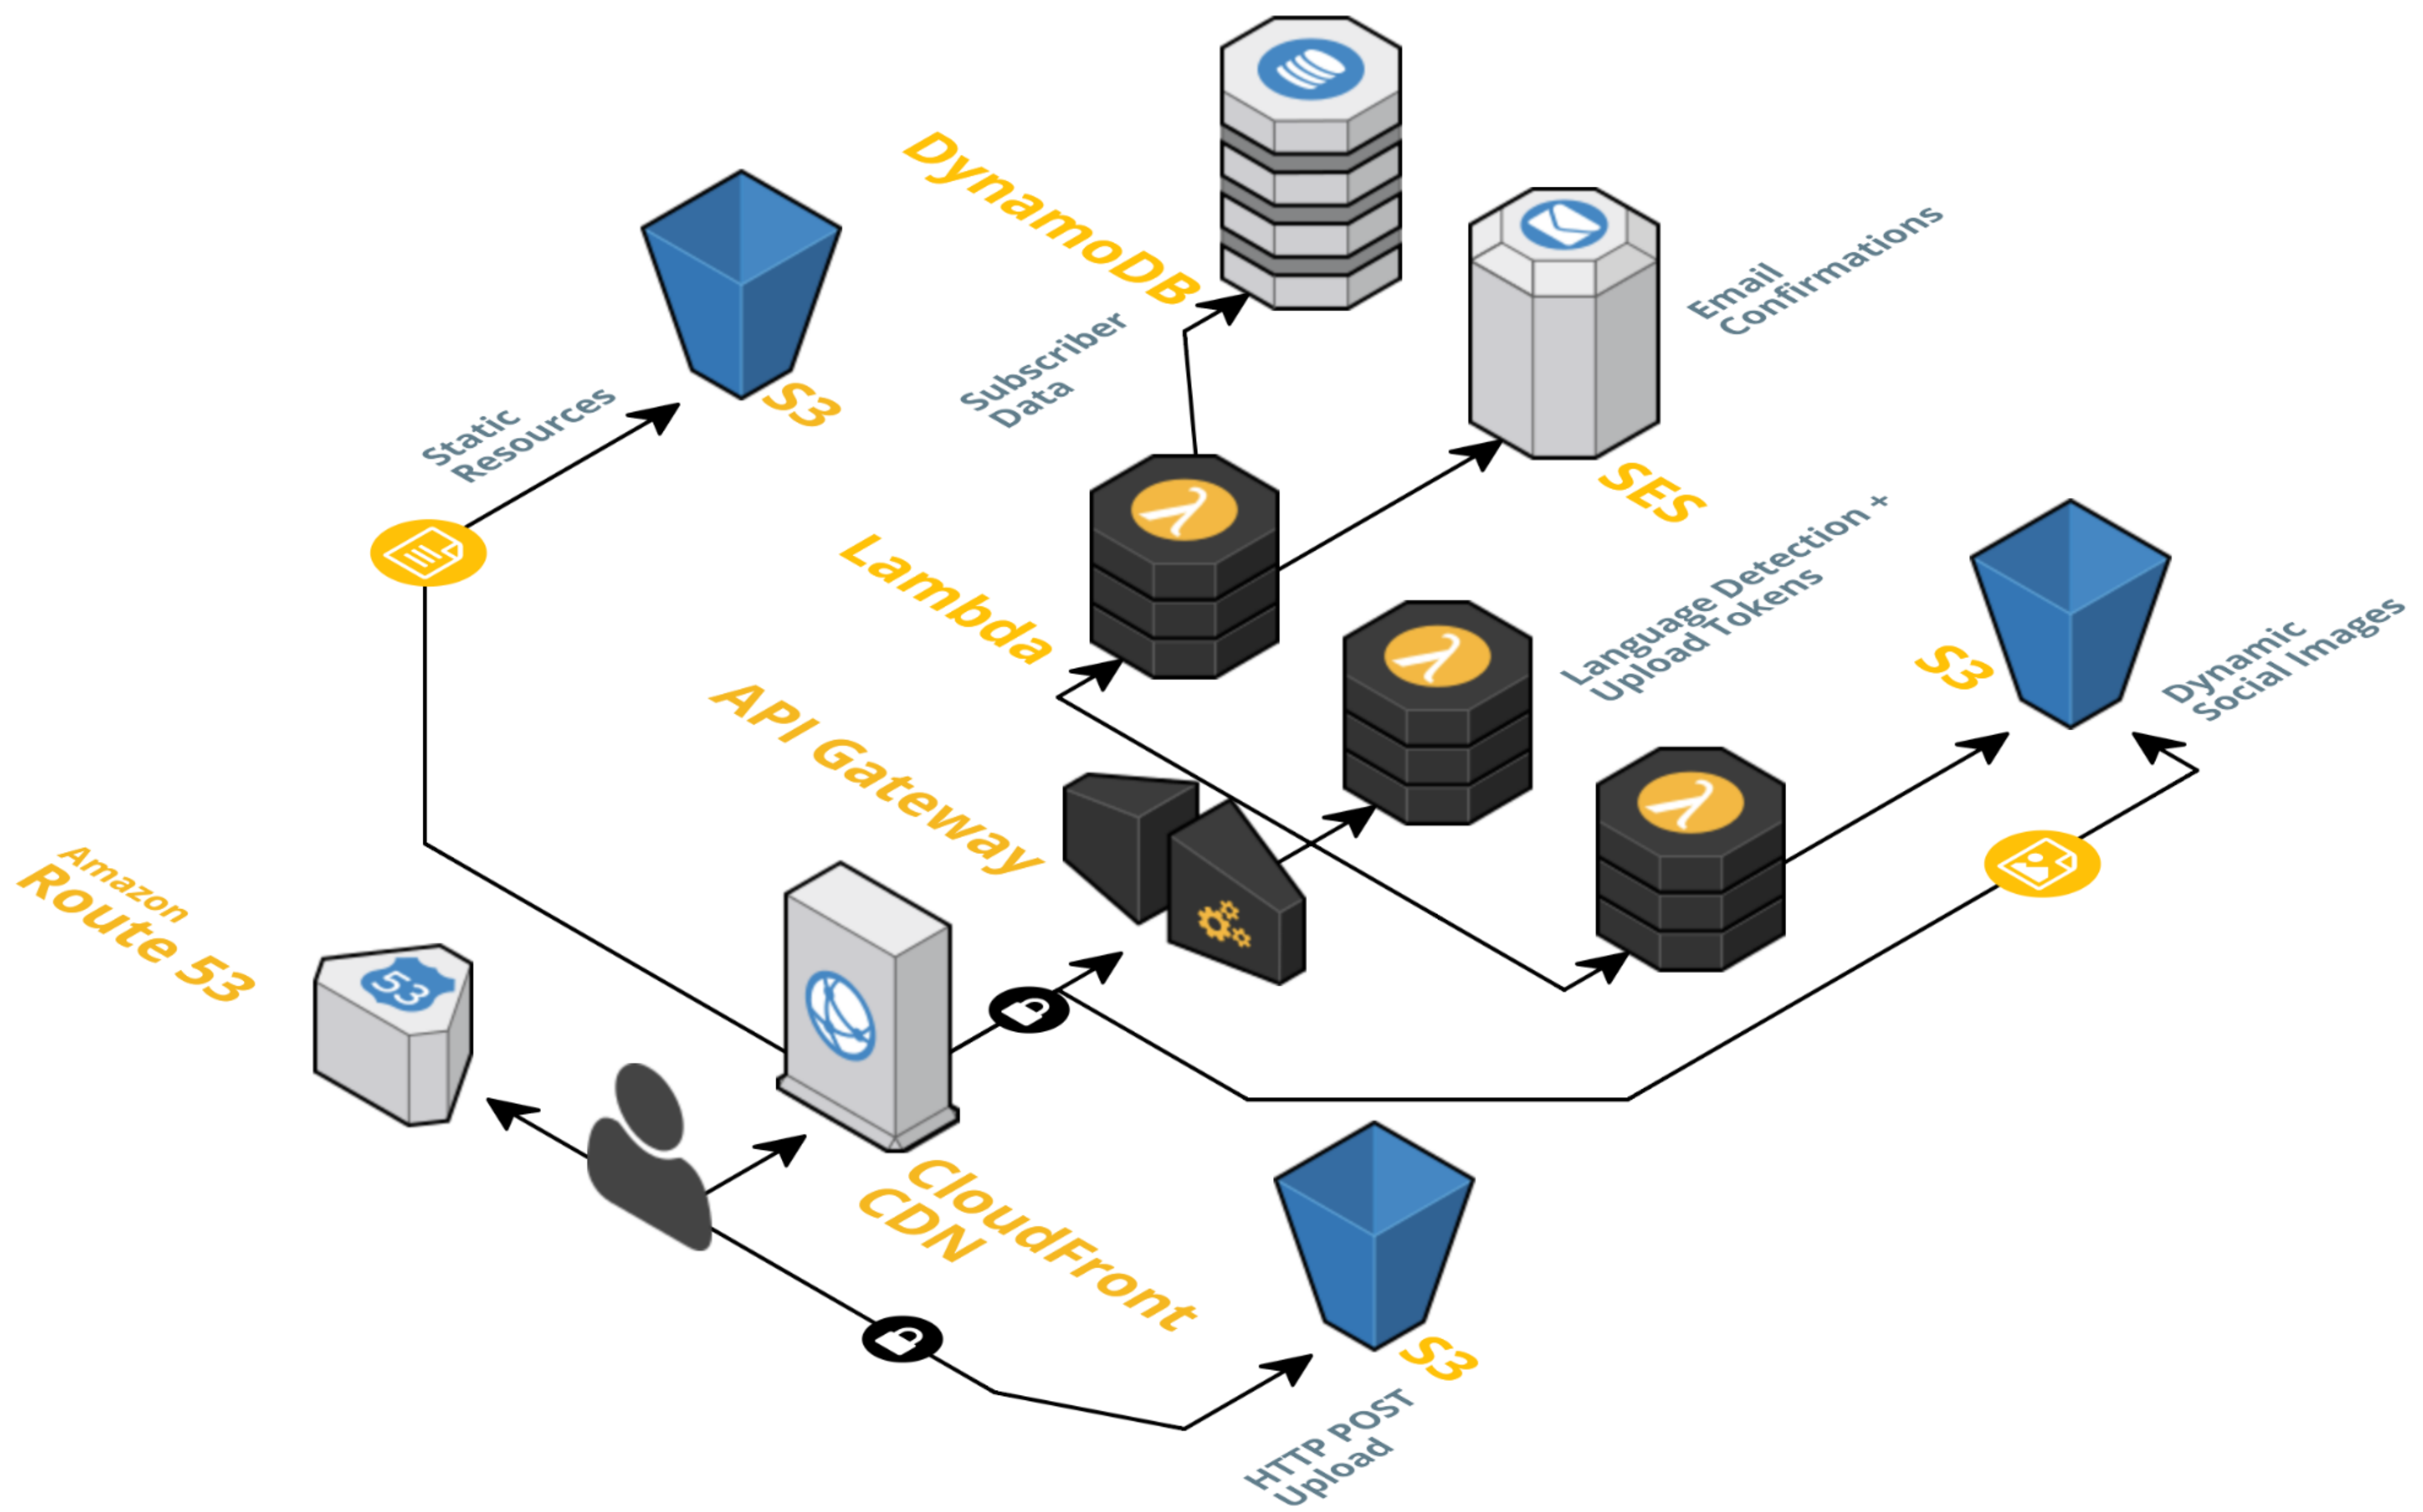 DynamoDB
Subscriber
Data
Email
Confirmations
SES
S3
Static
Resources
Lambda
Language Detection +
Upload Tokens
S3
Dynamic
Social Images
API Gateway
Amazon
Route 53
53
CloudFront
CDN
S3
HTTP POST
Upload